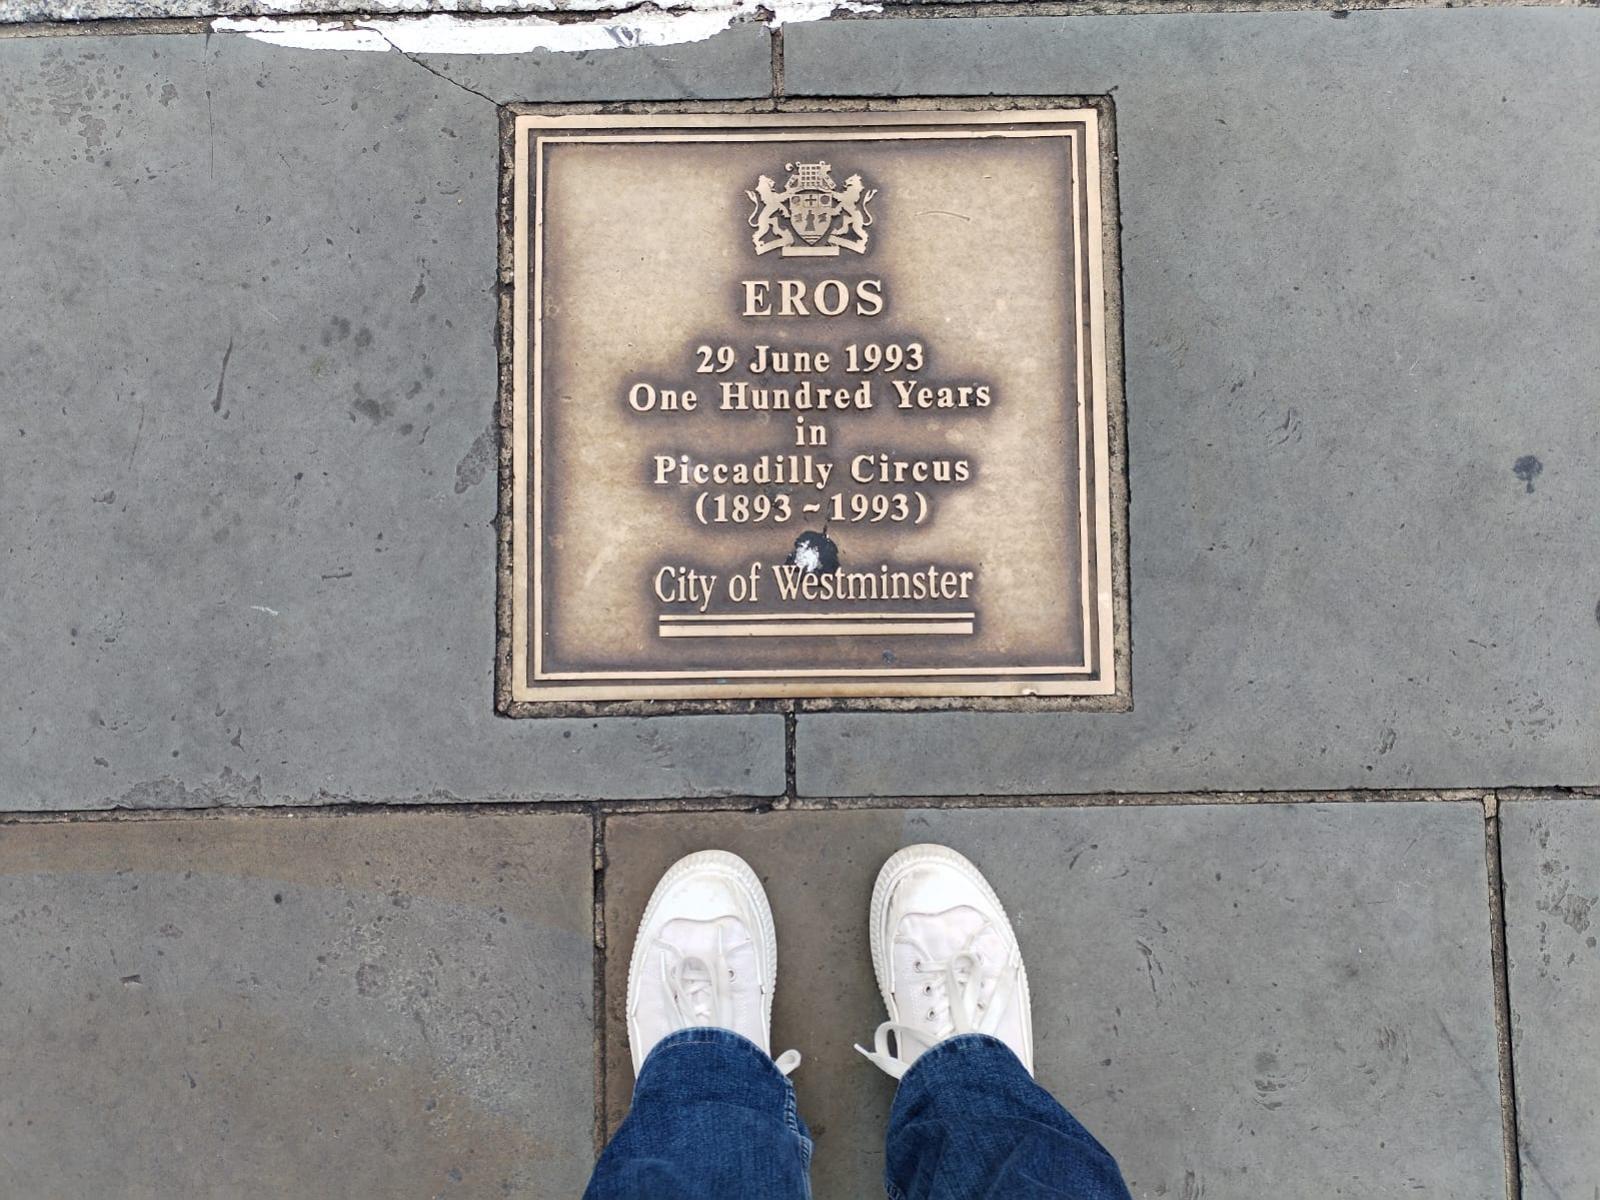 EROS
29 June 1993
One Hundred Years
in
Piccadilly Circus
(1893 ~ 1993)
City of Westminster